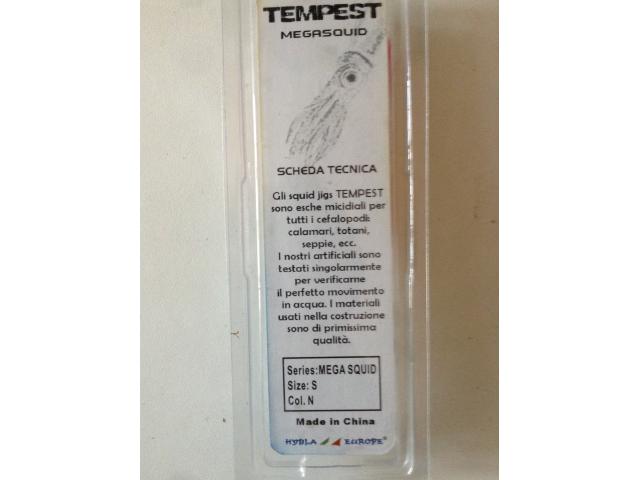 TEMPEST
MEGASQUID
SCHEDA TECNICA
Gli squid jigs TEMPEST
sono esche micidiali per
tutti i cefalopodi:
calamari, totani,
seppie, ecc.
I nostri artificiali sono
testati singolarmente
per verificarne
il perfetto movimento
in acqua. I materiali
usati nella costruzione
sono di primissima
qualità.
Series:MEGA SQUID
Size: S
Col. N
Made in China
HYBLA EUROPE®